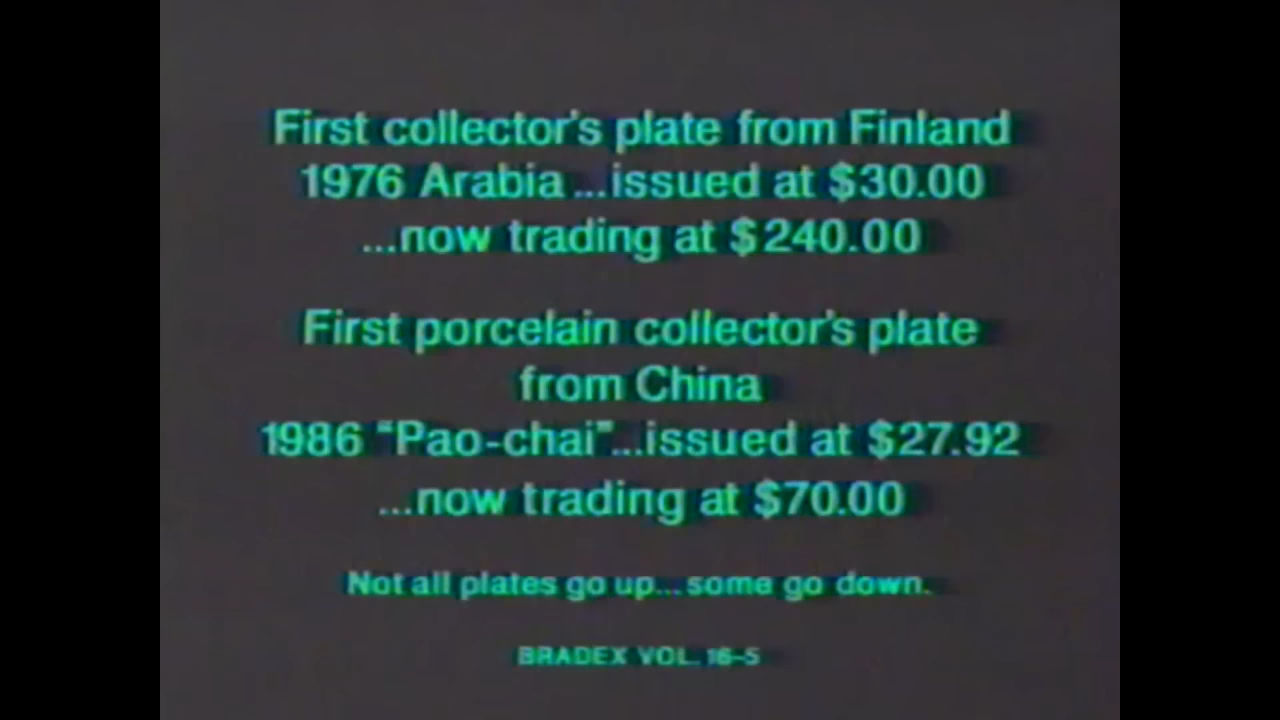 First collector's plate from Finland
1976 Arabia...issued at $30.00
...now trading at $240.00
First porcelain collector's plate
from China
1986 "Pao-chai"...issued at $27.92
...now trading at $70.00
Not all plates go up...some go down.
BRADEX VOL. 16-5